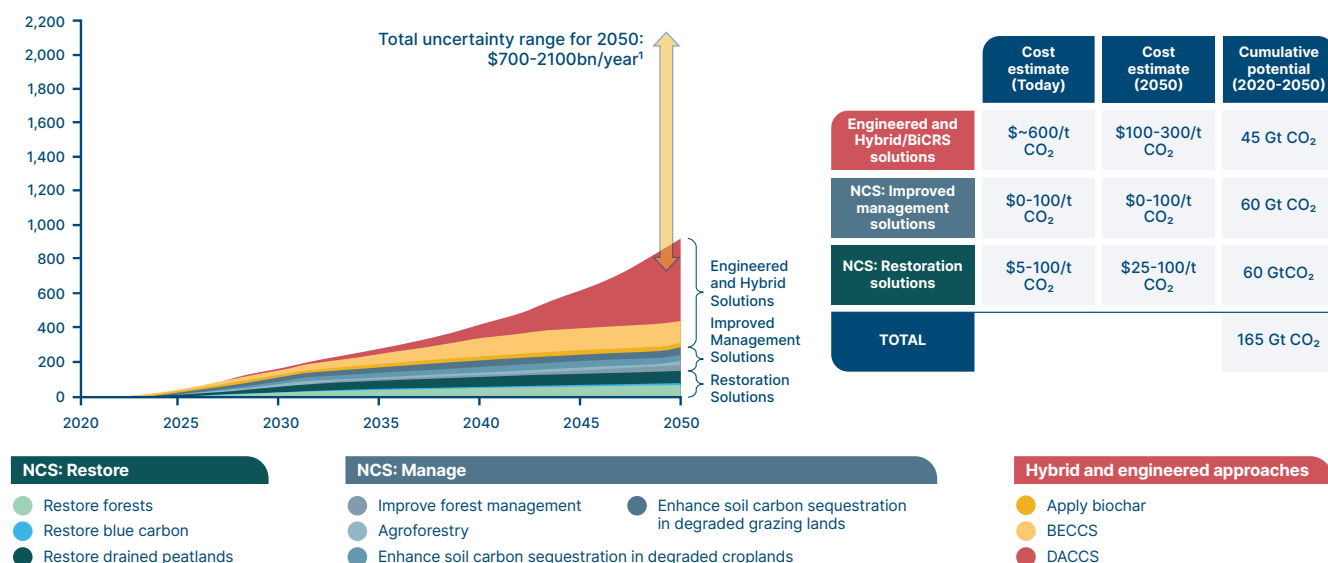 2,200
2,000
1,800
1,600
1,400
1,200
1,000
800
600
400
200
0
2020
2025
2030
2035
2040
2045
2050
Total uncertainty range for 2050:
$700-2100bn/year¹
Engineered
and Hybrid
Solutions
Improved
Management
Solutions
Restoration
Solutions
Cost
estimate
(Today)
Cost
estimate
(2050)
Cumulative
potential
(2020-2050)
Engineered and
Hybrid/BiCRS
solutions
$~600/t
CO₂
$100-300/t
CO₂
45 Gt CO₂
NCS: Improved
management
solutions
$0-100/t
CO₂
$0-100/t
CO₂
60 Gt CO₂
NCS: Restoration
solutions
$5-100/t
CO₂
$25-100/t
CO₂
60 GtCO₂
TOTAL
165 Gt CO₂
NCS: Restore
Restore forests
Restore blue carbon
Restore drained peatlands
NCS: Manage
Improve forest management
Agroforestry
Enhance soil carbon sequestration in degraded croplands
Enhance soil carbon sequestration
in degraded grazing lands
Hybrid and engineered approaches
Apply biochar
BECCS
DACCS